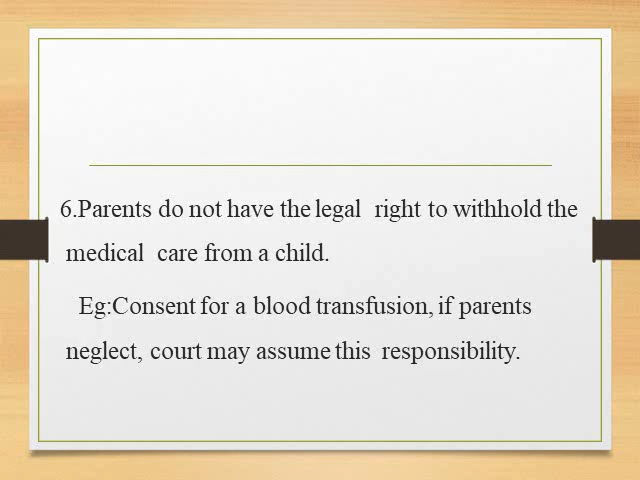 6.Parents do not have the legal right to withhold the
medical care from a child.
Eg:Consent for a blood transfusion, if parents
neglect, court may assume this responsibility.